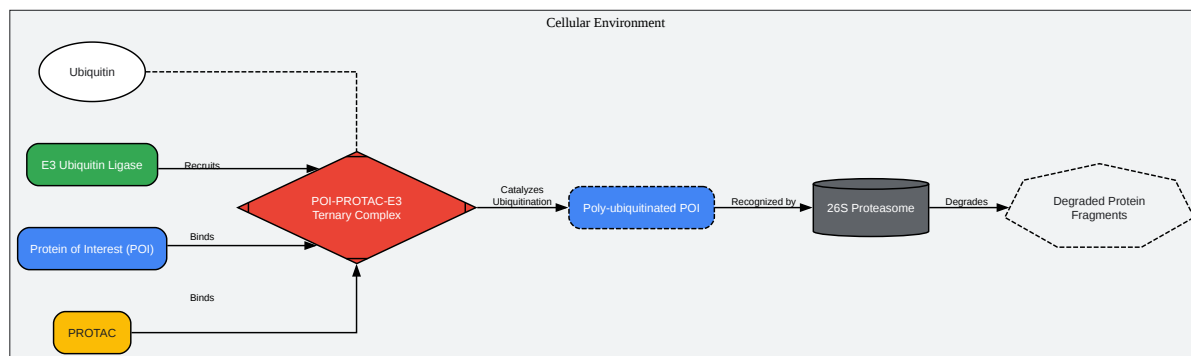 Cellular Environment
Ubiquitin
E3 Ubiquitin Ligase
Recruits
Protein of Interest (POI)
Binds
Binds
PROTAC
POI-PROTAC-E3
Ternary Complex
Catalyzes
Ubiquitination
Poly-ubiquitinated POI
Recognized by
26S Proteasome
Degrades
Degraded Protein
Fragments